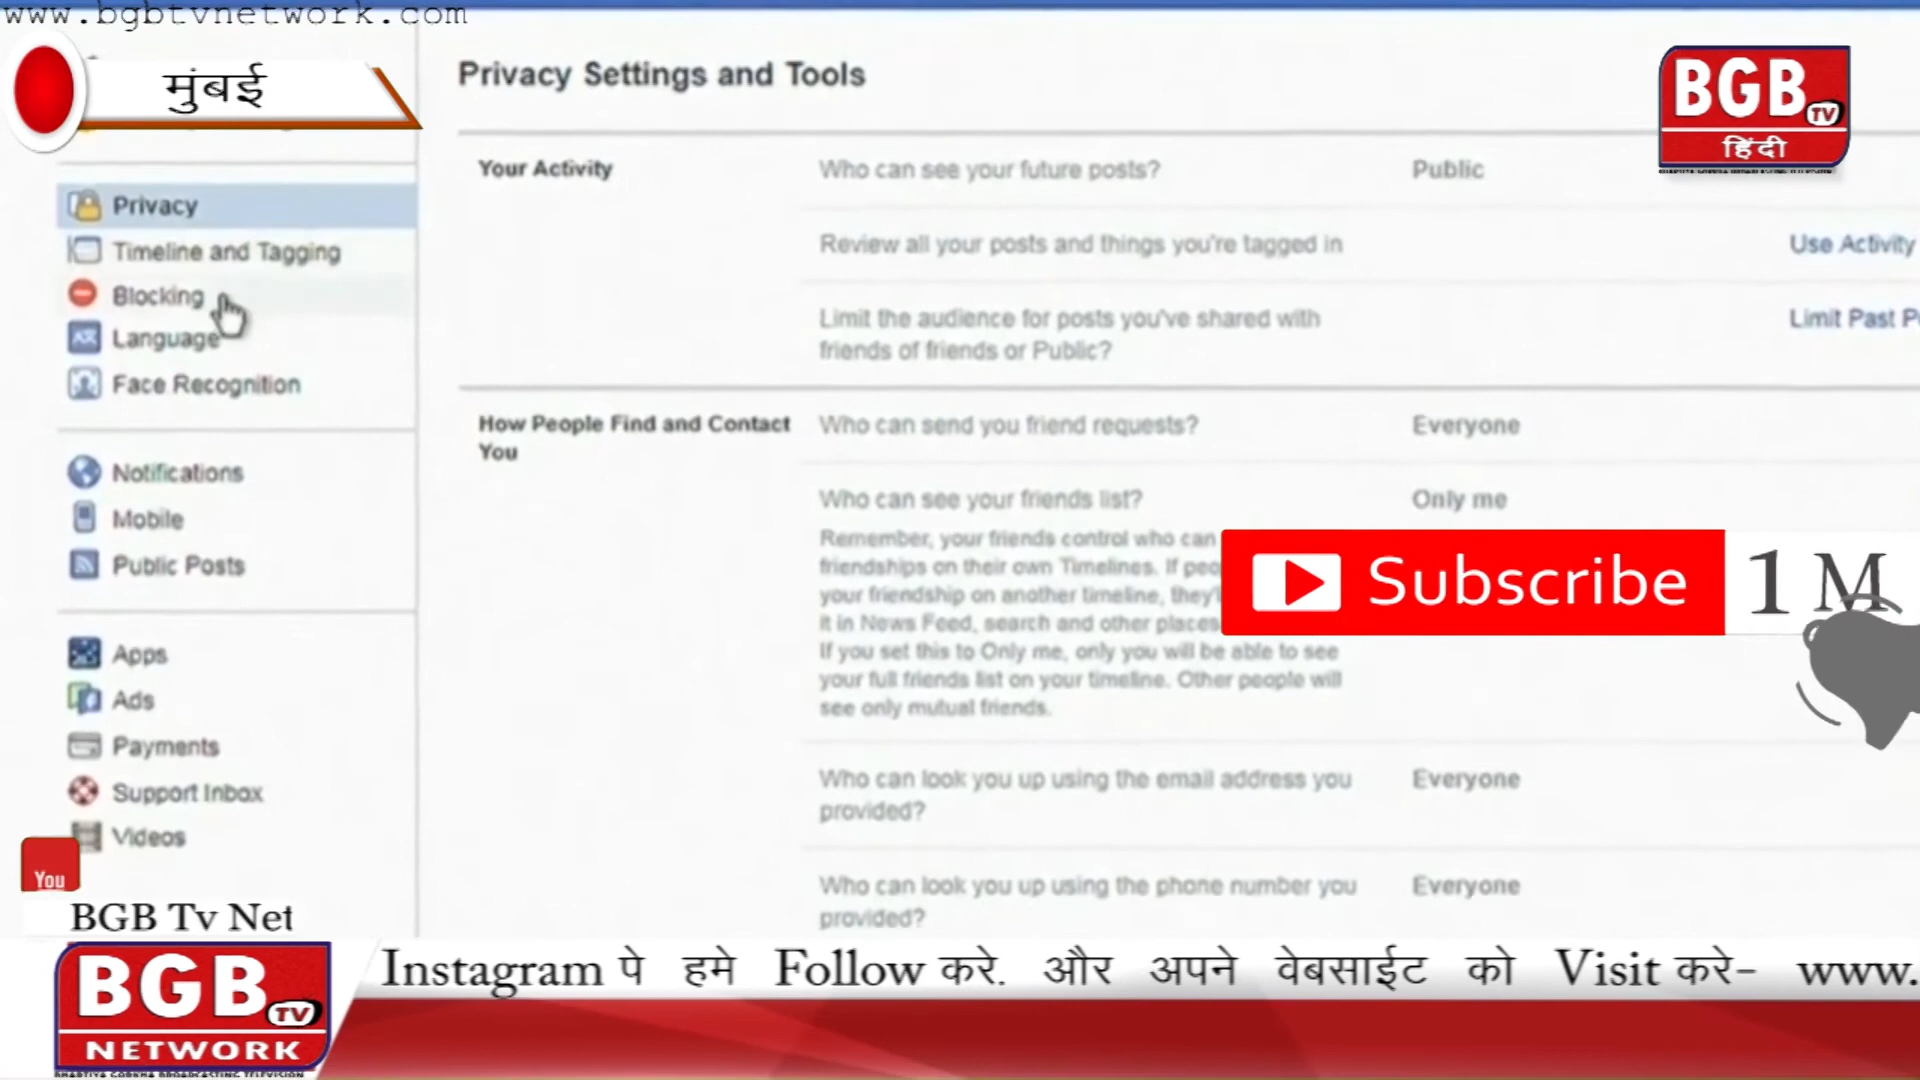 www.bgbtvnetwork.com
मुंबई
Privacy Settings and Tools
BGB TV
हिंदी
Privacy
Timeline and Tagging
Blocking
Language
Face Recognition
Notifications
Mobile
Public Posts
Apps
Ads
Payments
Support Inbox
Videos
Your Activity
Who can see your future posts?
Public
Review all your posts and things you're tagged in
Use Activity
Limit the audience for posts you've shared with
friends of friends or Public?
Limit Past
How People Find and Contact
You
Who can send you friend requests?
Everyone
Who can see your friends list?
Only me
Remember, your friends control who can
friendships on their own Timelines. If
your friendship on another timeline,
it in News Feed, search and other places
If you set this to Only me, only you will be able to see
your full friends list on your timeline. Other people will
see only mutual friends.
Subscribe
1 M
Who can look you up using the email address you
provided?
Everyone
Who can look you up using the phone number you
provided?
Everyone
You
BGB Tv Net
BGB TV
NETWORK
BHARTIYA GORKHA BROADCASTING TELEVISION
Instagram पे हमे Follow करे. और अपने वेबसाईट को Visit करे- www.